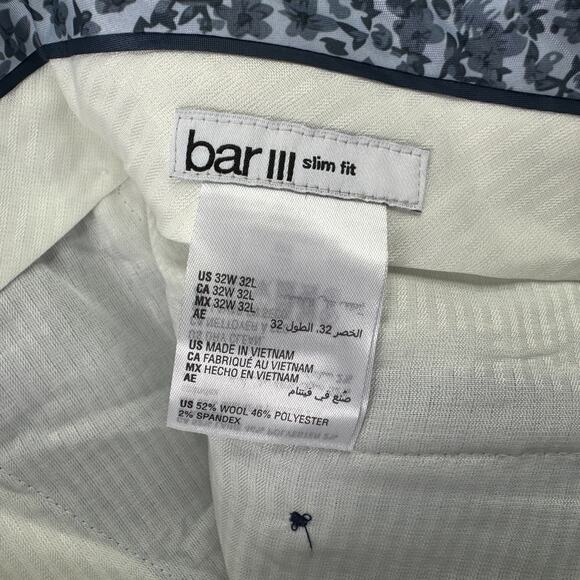 bar III slim fit
US 32W 32L
CA 32W 32L
MX 32W 32L
AE الخصر 32، الطول 32
US MADE IN VIETNAM
CA FABRIQUÉ AU VIETNAM
MX HECHO EN VIETNAM
AE صنع في فيتنام
US 52% WOOL 46% POLYESTER
2% SPANDEX